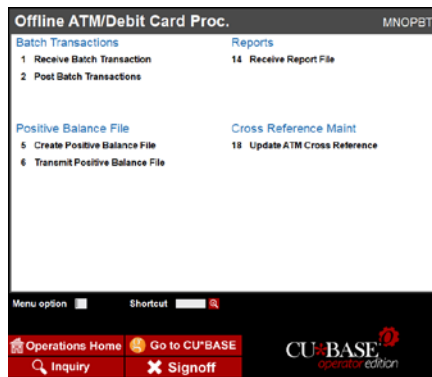 Offline ATM/Debit Card Proc. MNOPBT
Batch Transactions
1 Receive Batch Transaction
2 Post Batch Transactions
Reports
14 Receive Report File
Positive Balance File
5 Create Positive Balance File
6 Transmit Positive Balance File
Cross Reference Maint
18 Update ATM Cross Reference
Menu option Shortcut
Operations Home Go to CU*BASE
Inquiry Signoff
CU*BASE
operator edition